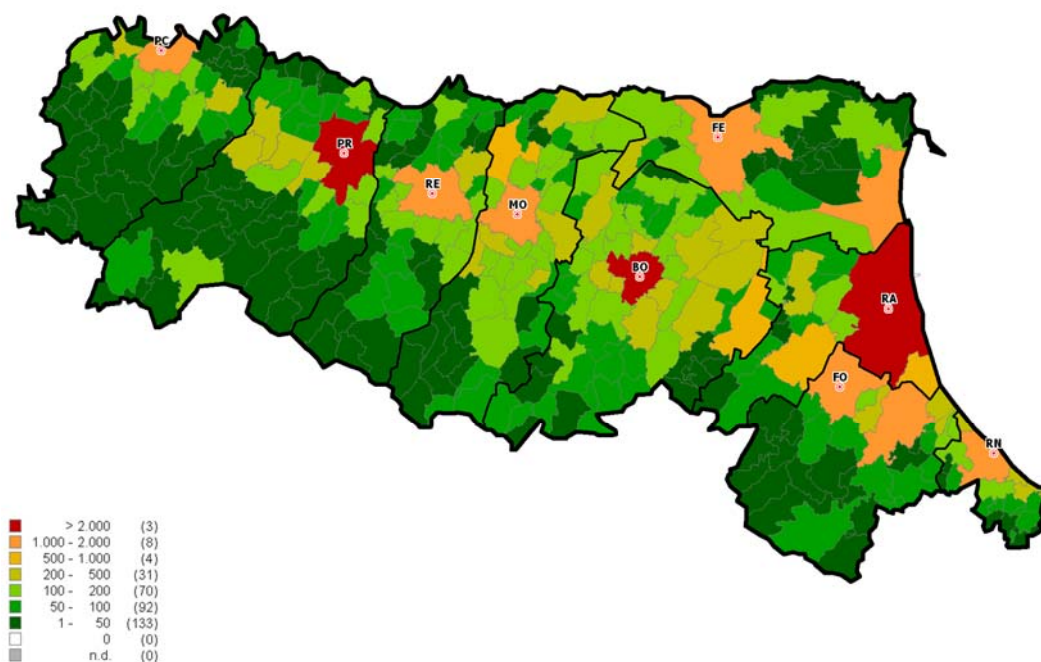 PC
PR
RE
MO
FE
BO
RA
FO
RN
> 2.000 (3)
1.000 - 2.000 (8)
500 - 1.000 (4)
200 - 500 (31)
100 - 200 (70)
50 - 100 (92)
1 - 50 (133)
0 (0)
n.d. (0)